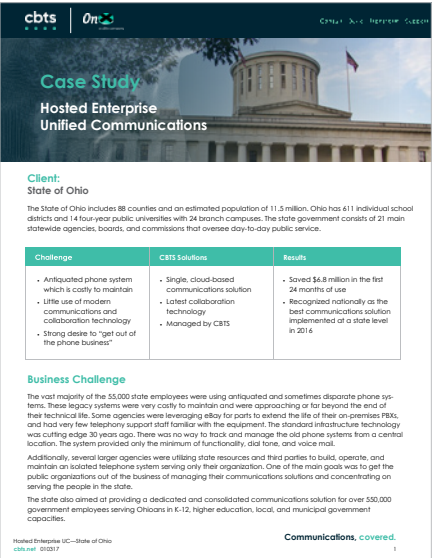 cbts
On
Case Study
Hosted Enterprise
Unified Communications
Client:
State of Ohio
The State of Ohio includes 88 counties and an estimated population of 11.5 million. Ohio has 611 individual school
districts and 14 four-year public universities with 24 branch campuses. The state government consists of 21 main
statewide agencies, boards, and commissions that oversee day-to-day public service.
Challenge
• Antiquated phone system
which is costly to maintain
• Little use of modern
communications and
collaboration technology
• Strong desire to “get out of
the phone business”
CBTS Solutions
• Single, cloud-based
communications solution
• Latest collaboration
technology
• Managed by CBTS
Results
• Saved $6.8 million in the first
24 months of use
• Recognized nationally as the
best communications solution
implemented at a state level
in 2016
Business Challenge
The vast majority of the 55,000 state employees were using antiquated and sometimes disparate phone sys-
tems. These legacy systems were very costly to maintain and were approaching or far beyond the end of
their technical life. Some agencies were leveraging eBay for parts to extend the life of their on-premises PBXs,
and had very few telephony support staff familiar with the equipment. The standard infrastructure technology
was cutting edge 30 years ago. There was no way to track and manage the old phone systems from a central
location. The system provided only the minimum of functionality, dial tone, and voice mail.
Additionally, several larger agencies were utilizing state resources and third parties to build, operate, and
maintain an isolated telephone system serving only their organization. One of the main goals was to get the
public organizations out of the business of managing their communications solutions and concentrating on
serving the people in the state.
The state also aimed at providing a dedicated and consolidated communications solution for over 550,000
government employees serving Ohioans in K-12, higher education, local, and municipal government
capacities.
Hosted Enterprise UC—State of Ohio
cbts.net 010317
Communications, covered.
1